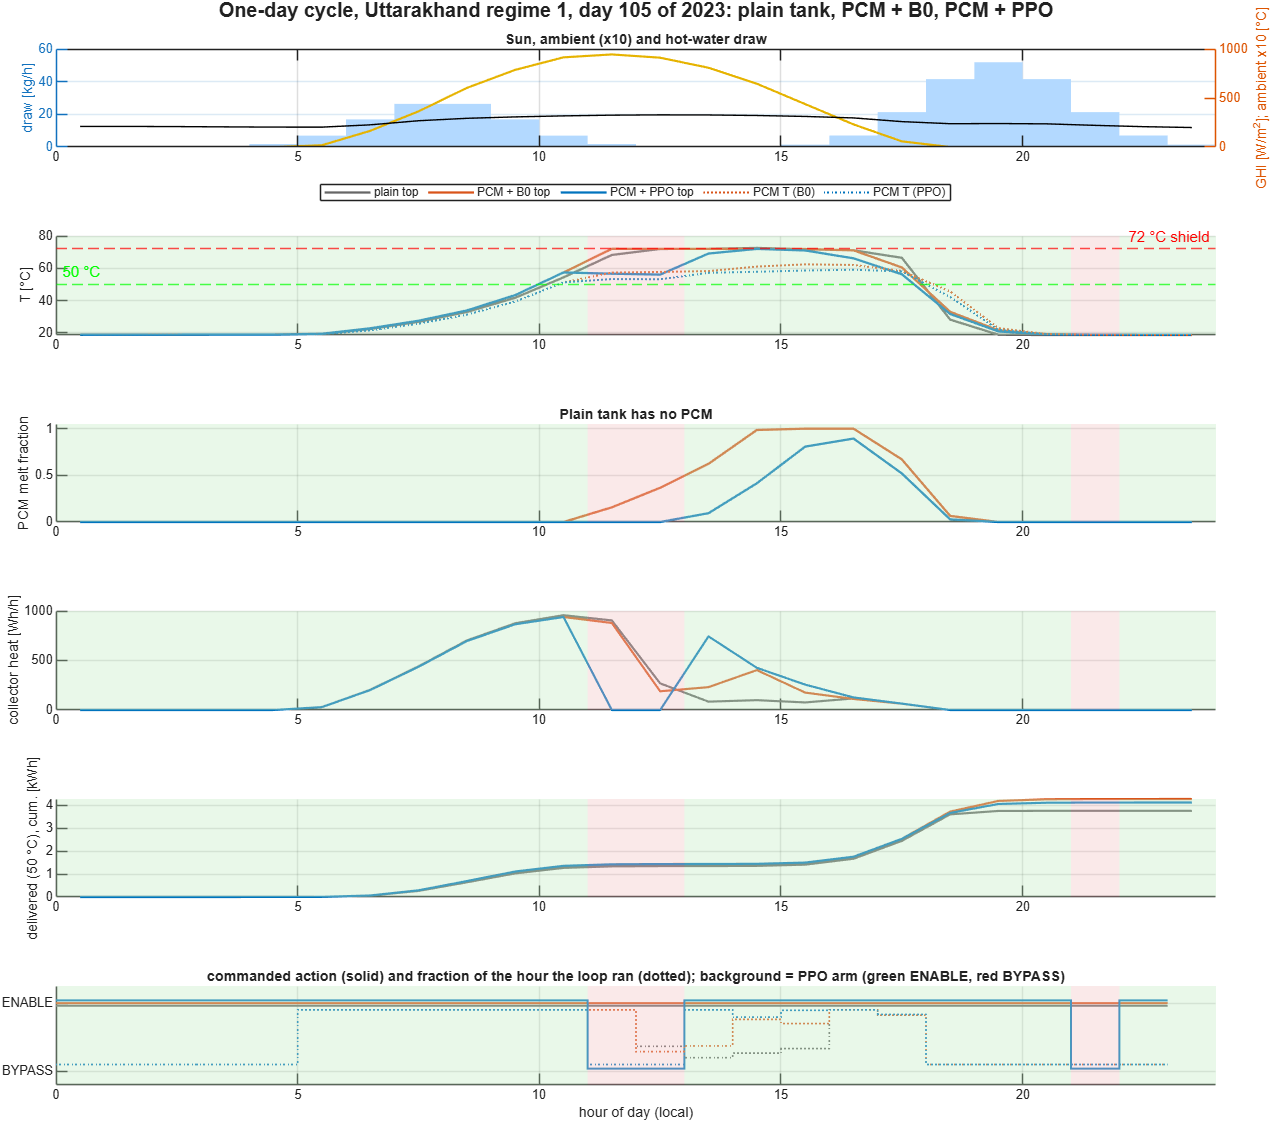 One-day cycle, Uttarakhand regime 1, day 105 of 2023: plain tank, PCM + B0, PCM + PPO
Sun, ambient (x10) and hot-water draw
draw [kg/h]
60
40
20
0
1000
500
0
GHI [W/m²]; ambient x10 [°C]
0 5 10 15 20
plain top PCM + B0 top PCM + PPO top PCM T (B0) PCM T (PPO)
T [°C]
80
60
40
20
72 °C shield
50 °C
0 5 10 15 20
Plain tank has no PCM
PCM melt fraction
1
0.5
0
0 5 10 15 20
collector heat [Wh/h]
1000
500
0
0 5 10 15 20
delivered (50 °C), cum. [kWh]
4
3
2
1
0
0 5 10 15 20
commanded action (solid) and fraction of the hour the loop ran (dotted); background = PPO arm (green ENABLE, red BYPASS)
ENABLE
BYPASS
0 5 10 15 20
hour of day (local)